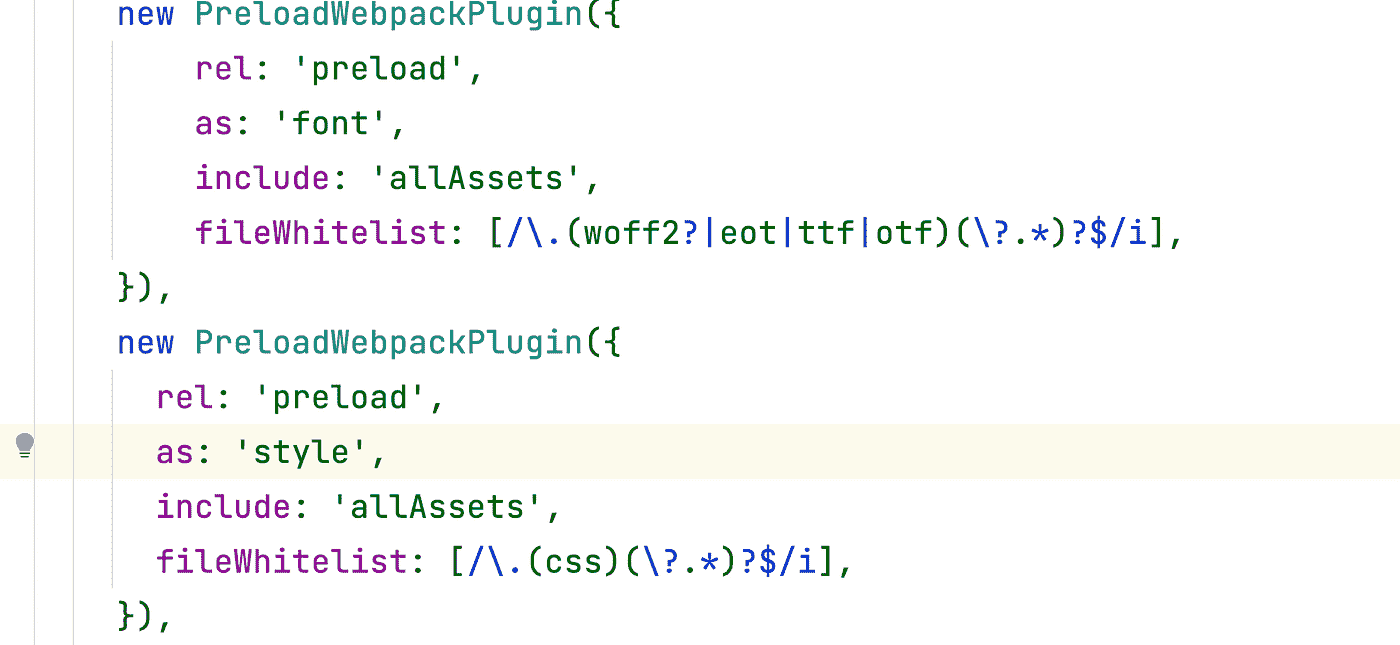 new PreloadWebpackPlugin({
rel: 'preload',
as: 'font',
include: 'allAssets',
fileWhitelist: [/\.(woff2?|eot|ttf|otf)(\?.*)?$/i],
}),
new PreloadWebpackPlugin({
rel: 'preload',
as: 'style',
include: 'allAssets',
fileWhitelist: [/\.(css)(\?.*)?$/i],
}),